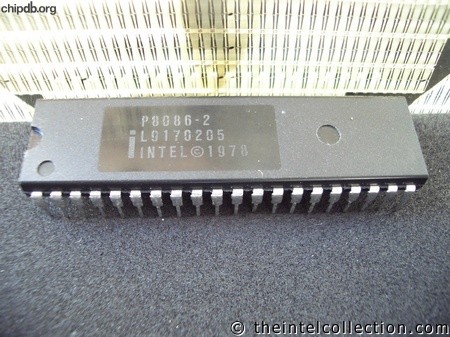 chipdb.org
P8086-2
L9170205
INTEL©1978
© theintelcollection.com